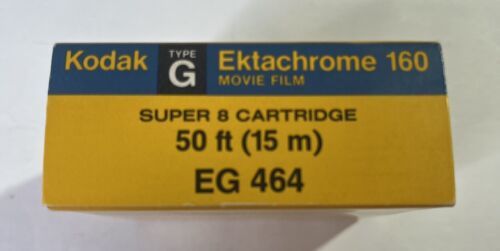 Kodak TYPE G Ektachrome 160
MOVIE FILM
SUPER 8 CARTRIDGE
50 ft (15 m)
EG 464